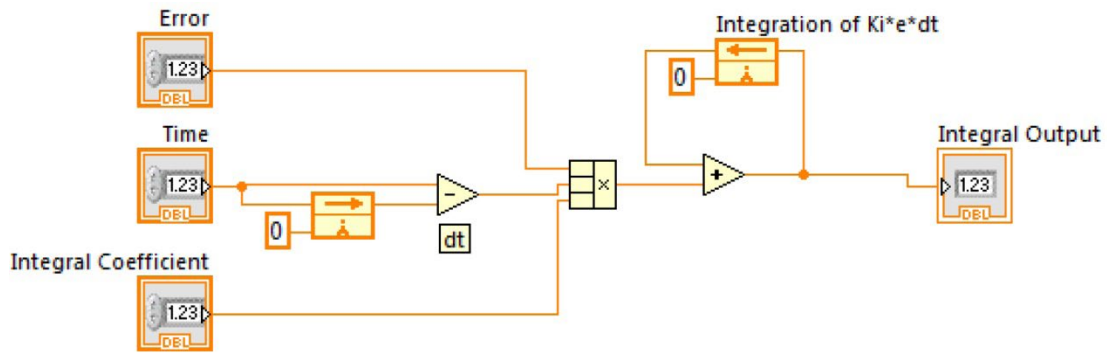 Error
1.23
DBL
Integration of Ki*e*dt
0
Time
1.23
DBL
0
-
dt
×
+
Integral Output
1.23
DBL
Integral Coefficient
1.23
DBL